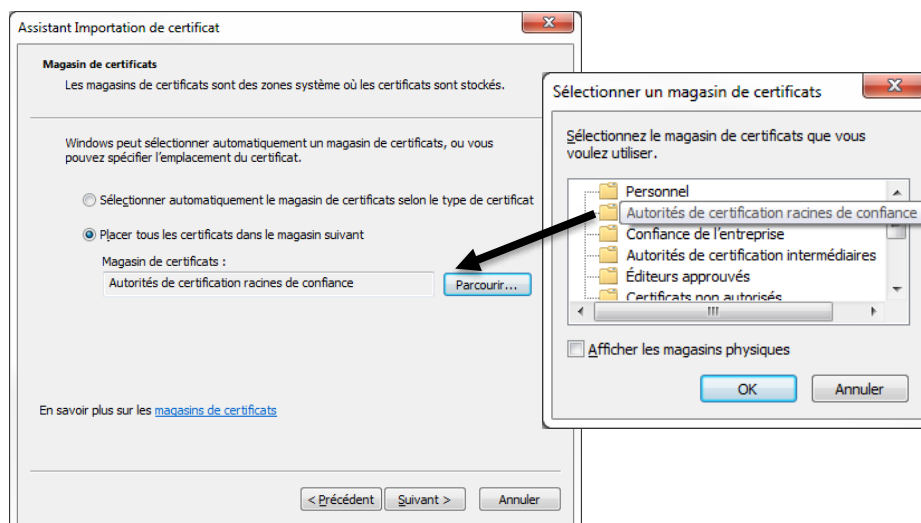 Assistant Importation de certificat
Magasin de certificats
Les magasins de certificats sont des zones système où les certificats sont stockés.
Windows peut sélectionner automatiquement un magasin de certificats, ou vous
pouvez spécifier l'emplacement du certificat.
Sélectionner automatiquement le magasin de certificats selon le type de certificat
Placer tous les certificats dans le magasin suivant
Magasin de certificats :
Autorités de certification racines de confiance
Parcourir...
En savoir plus sur les magasins de certificats
< Précédent
Suivant >
Annuler
Sélectionner un magasin de certificats
Sélectionnez le magasin de certificats que vous
voulez utiliser.
Personnel
Autorités de certification racines de confiance
Confiance de l'entreprise
Autorités de certification intermédiaires
Éditeurs approuvés
Certificats non autorisés
Afficher les magasins physiques
OK
Annuler